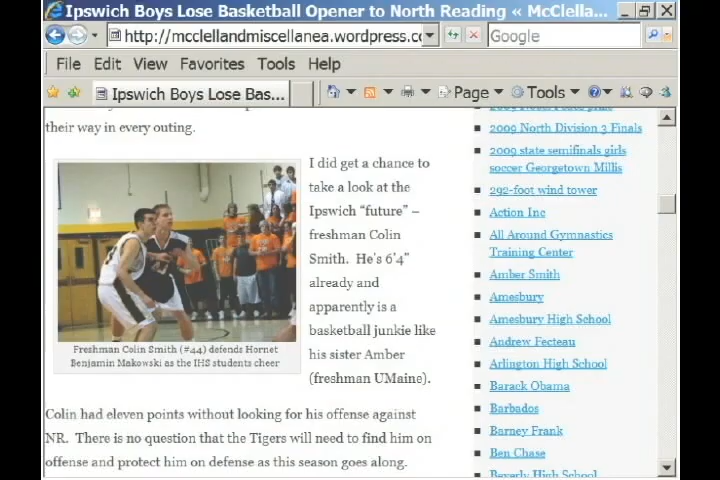 Ipswich Boys Lose Basketball Opener to North Reading « McClella...
http://mcclellandmiscellanea.wordpress.c
Google
File Edit View Favorites Tools Help
Ipswich Boys Lose Bas...
Page Tools
their way in every outing.
I did get a chance to
take a look at the
Ipswich “future” –
freshman Colin
Smith. He's 6'4"
already and
apparently is a
basketball junkie like
his sister Amber
(freshman UMaine).
Freshman Colin Smith (#44) defends Hornet
Benjamin Makowski as the IHS students cheer
Colin had eleven points without looking for his offense against
NR. There is no question that the Tigers will need to find him on
offense and protect him on defense as this season goes along.
2009 North Division 3 Finals
2009 state semifinals girls
soccer Georgetown Millis
292-foot wind tower
Action Inc
All Around Gymnastics
Training Center
Amber Smith
Amesbury
Amesbury High School
Andrew Fecteau
Arlington High School
Barack Obama
Barbados
Barney Frank
Ben Chase
Beverly High School